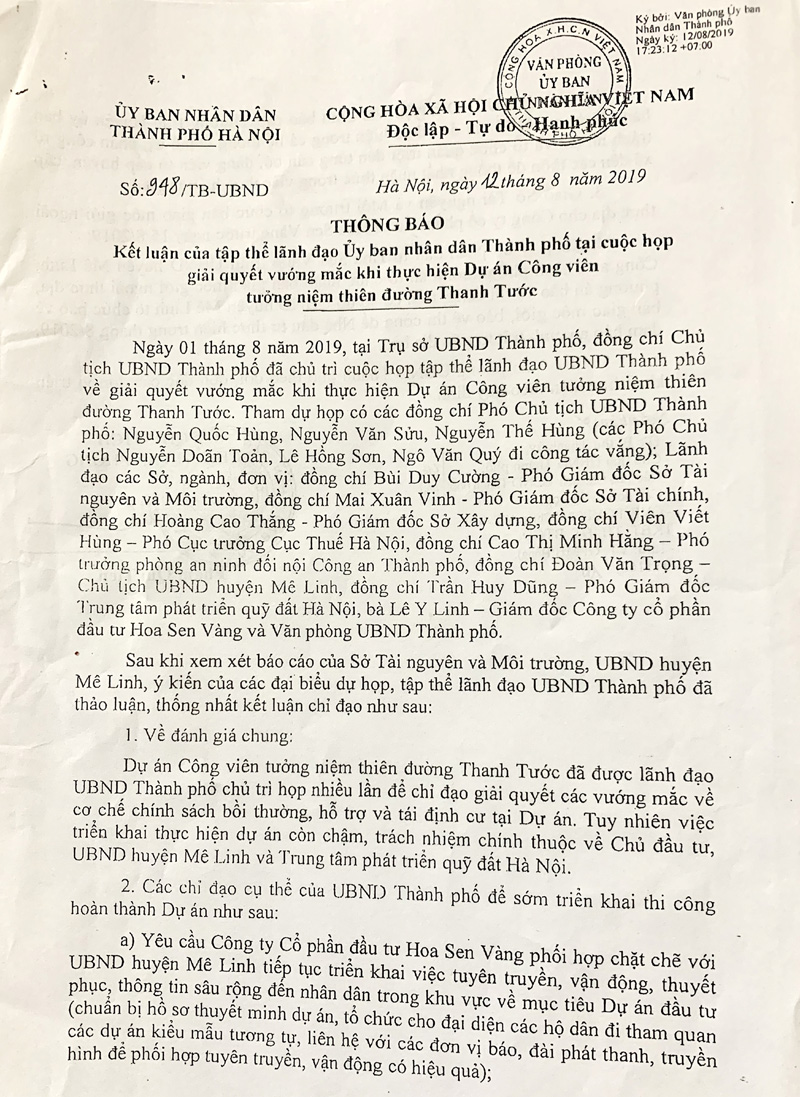 Ký bởi: Văn phòng Ủy ban
Nhân dân Thành phố
Ngày ký: 12/08/2019
17:23:12 +07:00
CỘNG HÒA X.H.C.N VIỆT NAM
VĂN PHÒNG
ỦY BAN
ỦY BAN NHÂN DÂN
THÀNH PHỐ HÀ NỘI
CỘNG HÒA XÃ HỘI CHỦ NGHĨA VIỆT NAM
Độc lập - Tự do - Hạnh phúc
Số: 948/TB-UBND
Hà Nội, ngày 12 tháng 8 năm 2019
THÔNG BÁO
Kết luận của tập thể lãnh đạo Ủy ban nhân dân Thành phố tại cuộc họp
giải quyết vướng mắc khi thực hiện Dự án Công viên
tưởng niệm thiên đường Thanh Tước
Ngày 01 tháng 8 năm 2019, tại Trụ sở UBND Thành phố, đồng chí Chủ
tịch UBND Thành phố đã chủ trì cuộc họp tập thể lãnh đạo UBND Thành phố
về giải quyết vướng mắc khi thực hiện Dự án Công viên tưởng niệm thiên
đường Thanh Tước. Tham dự họp có các đồng chí Phó Chủ tịch UBND Thành
phố: Nguyễn Quốc Hùng, Nguyễn Văn Sửu, Nguyễn Thế Hùng (các Phó Chủ
tịch Nguyễn Doãn Toản, Lê Hồng Sơn, Ngô Văn Quý đi công tác vắng); Lãnh
đạo các Sở, ngành, đơn vị: đồng chí Bùi Duy Cường - Phó Giám đốc Sở Tài
nguyên và Môi trường, đồng chí Mai Xuân Vinh - Phó Giám đốc Sở Tài chính,
đồng chí Hoàng Cao Thắng - Phó Giám đốc Sở Xây dựng, đồng chí Viên Viết
Hùng – Phó Cục trưởng Cục Thuế Hà Nội, đồng chí Cao Thị Minh Hằng – Phó
trưởng phòng an ninh đối nội Công an Thành phố, đồng chí Đoàn Văn Trọng –
Chủ tịch UBND huyện Mê Linh, đồng chí Trần Huy Dũng – Phó Giám đốc
Trung tâm phát triển quỹ đất Hà Nội, bà Lê Y Linh – Giám đốc Công ty cổ phần
đầu tư Hoa Sen Vàng và Văn phòng UBND Thành phố.
Sau khi xem xét báo cáo của Sở Tài nguyên và Môi trường, UBND huyện
Mê Linh, ý kiến của các đại biểu dự họp, tập thể lãnh đạo UBND Thành phố đã
thảo luận, thống nhất kết luận chỉ đạo như sau:
1. Về đánh giá chung:
Dự án Công viên tưởng niệm thiên đường Thanh Tước đã được lãnh đạo
UBND Thành phố chủ trì họp nhiều lần để chỉ đạo giải quyết các vướng mắc về
cơ chế chính sách bồi thường, hỗ trợ và tái định cư tại Dự án. Tuy nhiên việc
triển khai thực hiện dự án còn chậm, trách nhiệm chính thuộc về Chủ đầu tư,
UBND huyện Mê Linh và Trung tâm phát triển quỹ đất Hà Nội.
2. Các chỉ đạo cụ thể của UBND Thành phố để sớm triển khai thi công
hoàn thành Dự án như sau:
a) Yêu cầu Công ty Cổ phần đầu tư Hoa Sen Vàng phối hợp chặt chẽ với
UBND huyện Mê Linh tiếp tục triển khai việc tuyên truyền, vận động, thuyết
phục, thông tin sâu rộng đến nhân dân trong khu vực về mục tiêu Dự án đầu tư
(chuẩn bị hồ sơ thuyết minh dự án, tổ chức cho đại diện các hộ dân đi tham quan
các dự án kiểu mẫu tương tự, liên hệ với các đơn vị báo, đài phát thanh, truyền
hình để phối hợp tuyên truyền, vận động có hiệu quả);